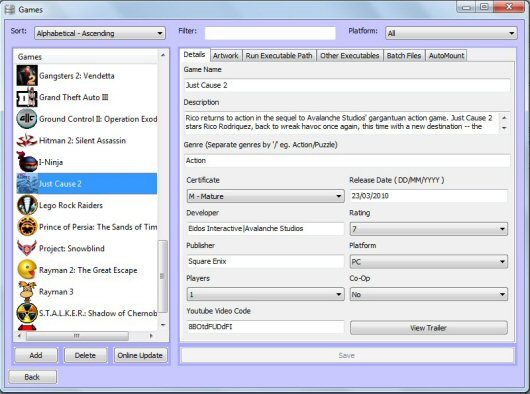 Games
Sort: Alphabetical - Ascending Filter: Platform: All
Games
Gangsters 2: Vendetta
Grand Theft Auto III
Ground Control II: Operation Exod
Hitman 2: Silent Assassin
I-Ninja
Just Cause 2
Lego Rock Raiders
Prince of Persia: The Sands of Tim
Project: Snowblind
Rayman 2: The Great Escape
Rayman 3
S.T.A.L.K.E.R.: Shadow of Chernob
Add Delete Online Update
Back
Details Artwork Run Executable Path Other Executables Batch Files AutoMount
Game Name
Just Cause 2
Description
Rico returns to action in the sequel to Avalanche Studios' gargantuan action game. Just Cause 2
stars Rico Rodriquez, back to wreak havoc once again, this time with a new destination -- the
Genre (Separate genres by '/' eg. Action/Puzzle)
Action
Certificate Release Date ( DD/MM/YYYY )
M - Mature 23/03/2010
Developer Rating
Eidos Interactive|Avalanche Studios 7
Publisher Platform
Square Enix PC
Players Co-Op
1 No
Youtube Video Code
8BOtdFUDdFI View Trailer
Save